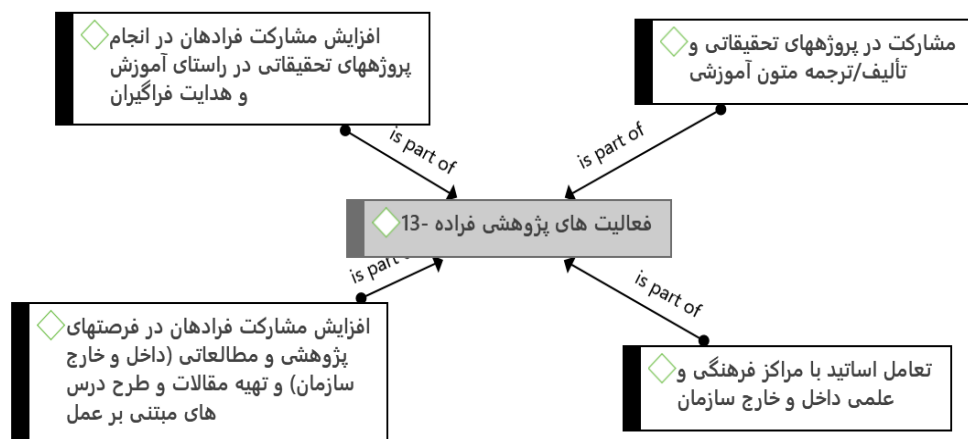 افزایش مشارکت فرادهان در انجام
پروژههای تحقیقاتی در راستای آموزش
و هدایت فراگیران
مشارکت در پروژههای تحقیقاتی و
تألیف/ترجمه متون آموزشی
is part of
is part of
13- فعالیت های پژوهشی فراده
is part
is part of
افزایش مشارکت فرادهان در فرصتهای
پژوهشی و مطالعاتی (داخل و خارج
سازمان) و تهیه مقالات و طرح درس
های مبتنی بر عمل
تعامل اساتید با مراکز فرهنگی و
علمی داخل و خارج سازمان